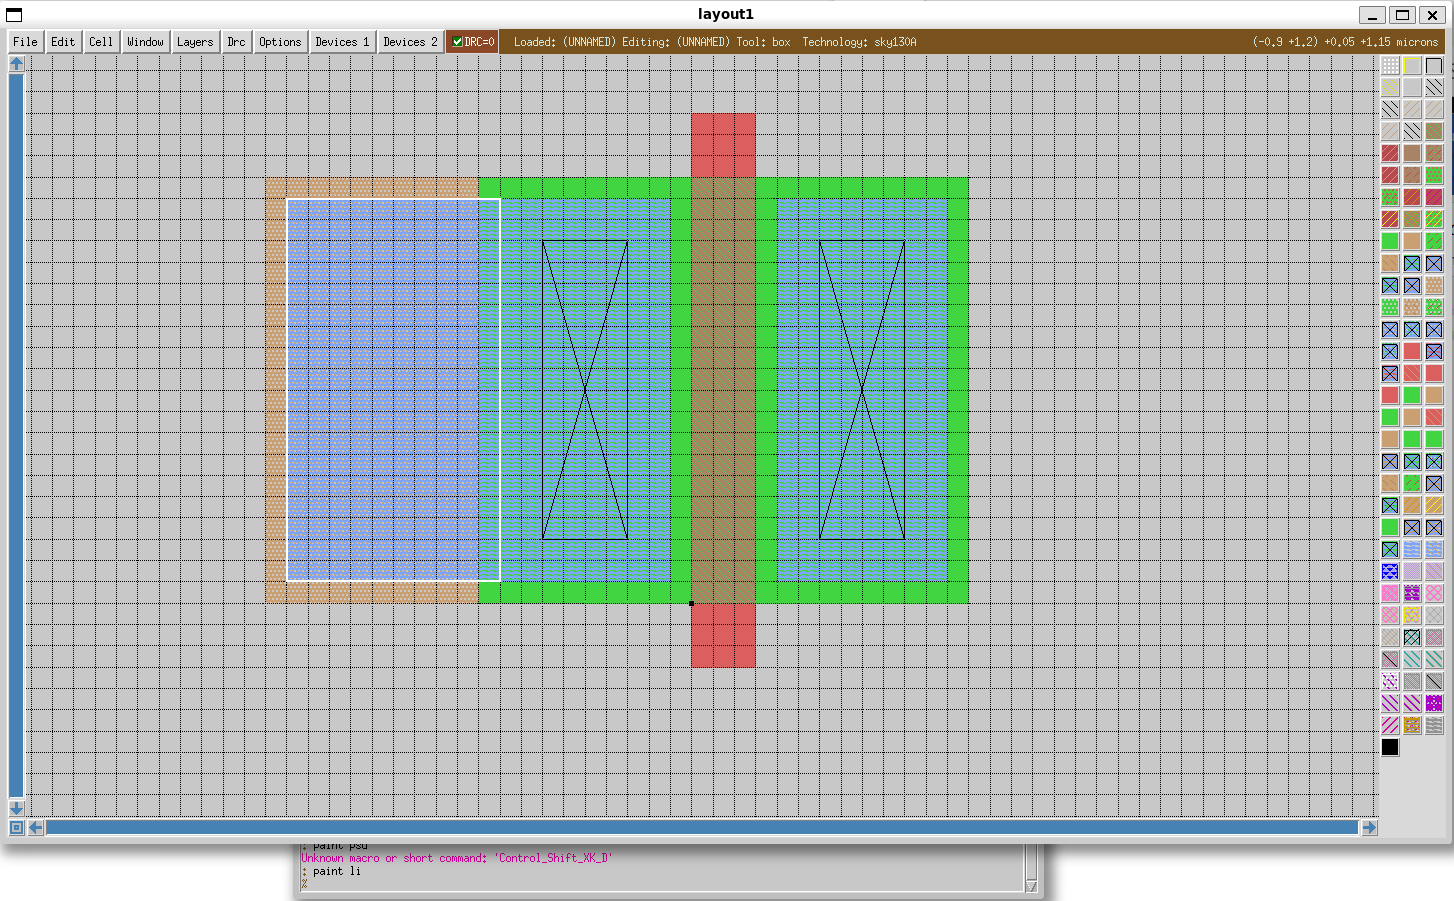 layout1
File Edit Cell Window Layers Drc Options Devices 1 Devices 2 DRC=0 Loaded: (UNNAMED) Editing: (UNNAMED) Tool: box Technology: sky130A (-0.9 +1.2) +0.05 +1.15 microns
: paint psd
Unknown macro or short command: 'Control_Shift_XK_D'
: paint li
%